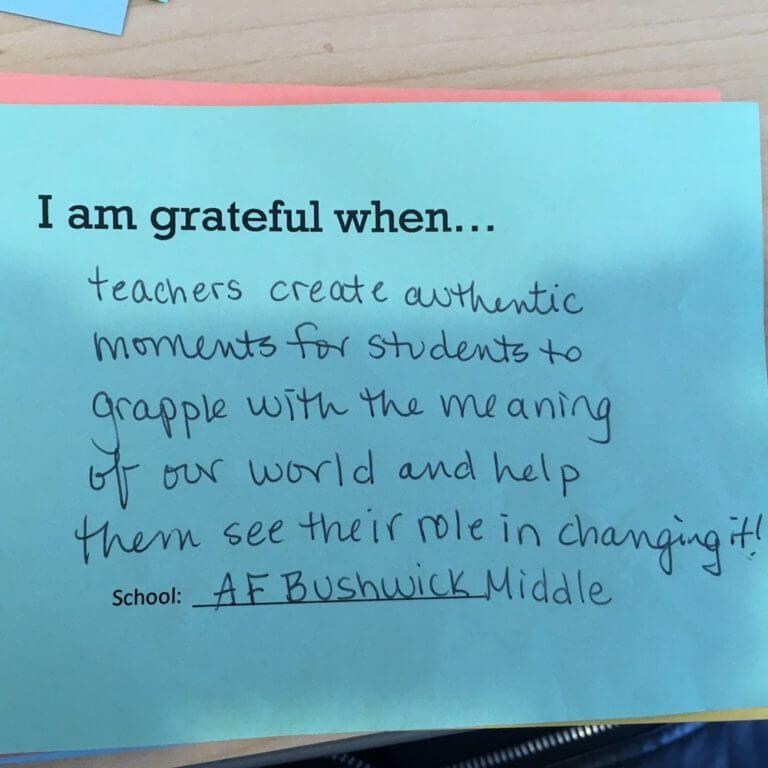 I am grateful when...
teachers create authentic
moments for students to
grapple with the meaning
of our world and help
them see their role in changing it!
School: AF Bushwick Middle